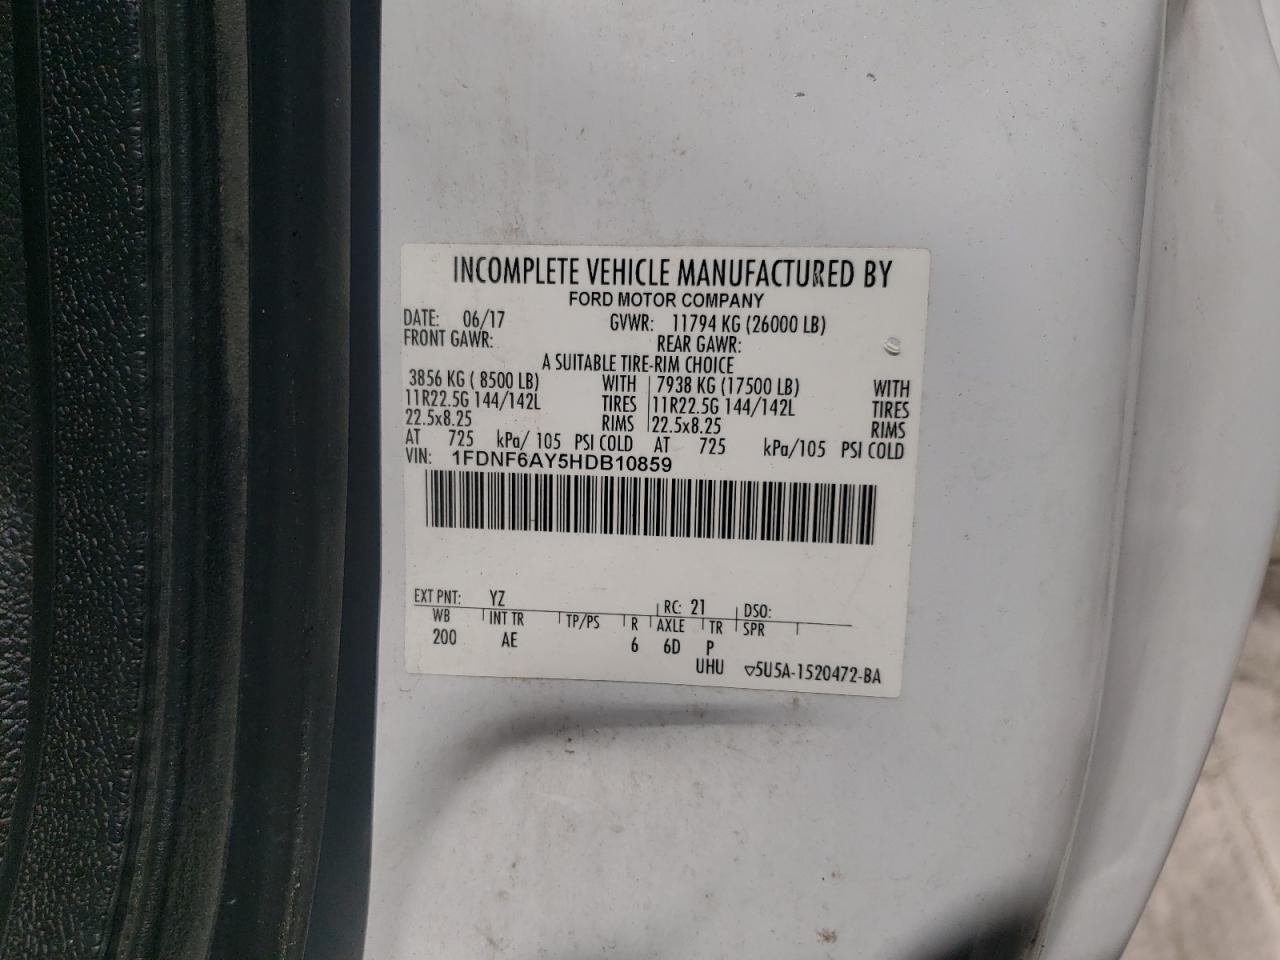 INCOMPLETE VEHICLE MANUFACTURED BY
FORD MOTOR COMPANY
DATE: 06/17 GVWR: 11794 KG (26000 LB)
FRONT GAWR: REAR GAWR:
A SUITABLE TIRE-RIM CHOICE
3856 KG ( 8500 LB) WITH 7938 KG (17500 LB) WITH
11R22.5G 144/142L TIRES 11R22.5G 144/142L TIRES
22.5x8.25 RIMS 22.5x8.25 RIMS
AT 725 kPa/ 105 PSI COLD AT 725 kPa/105 PSI COLD
VIN: 1FDNF6AY5HDB10859
EXT PNT: YZ RC: 21 DSO:
WB INT TR TP/PS R AXLE TR SPR
200 AE 6 6D P
UHU ▽5U5A-1520472-BA